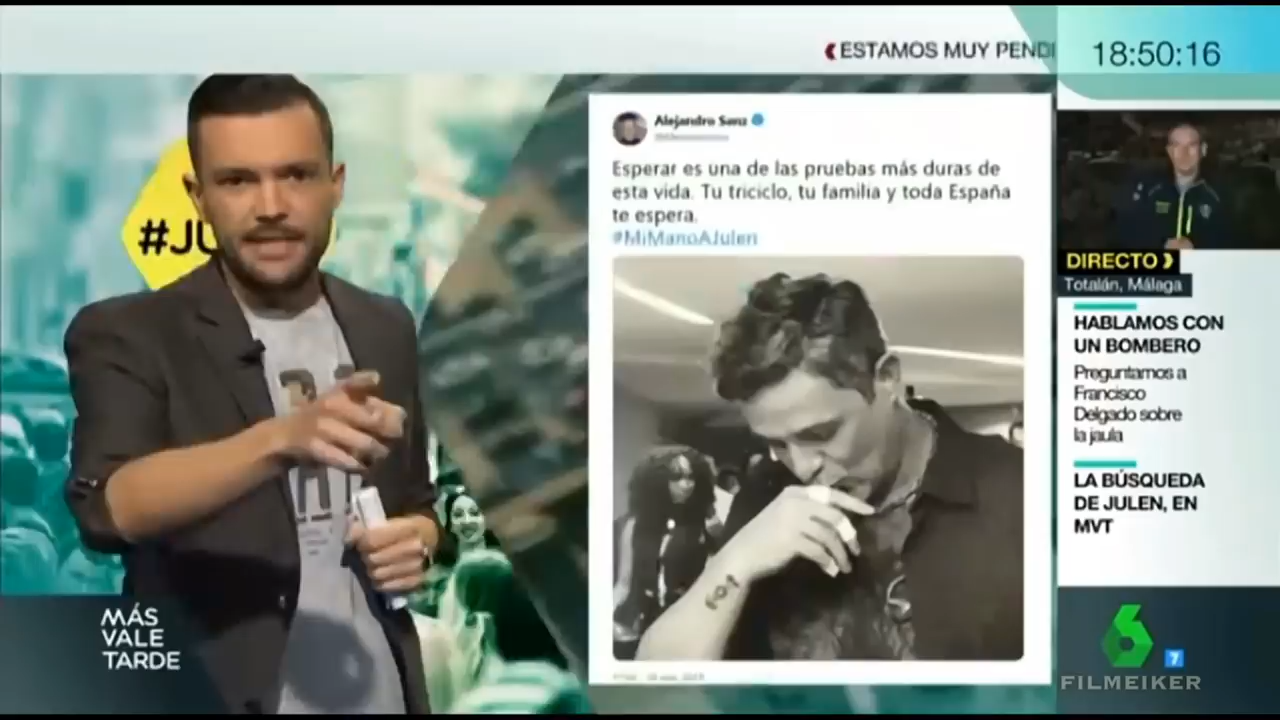 ESTAMOS MUY PENDI
18:50:16
#JU
Alejandro Sanz
Esperar es una de las pruebas más duras de
esta vida. Tu triciclo, tu familia y toda España
te espera.
#MiManoAJulen
DIRECTO
Totalán, Málaga
HABLAMOS CON
UN BOMBERO
Preguntamos a
Francisco
Delgado sobre
la jaula
LA BÚSQUEDA
DE JULEN, EN
MVT
MÁS
VALE
TARDE
6
7
FILMEIKER